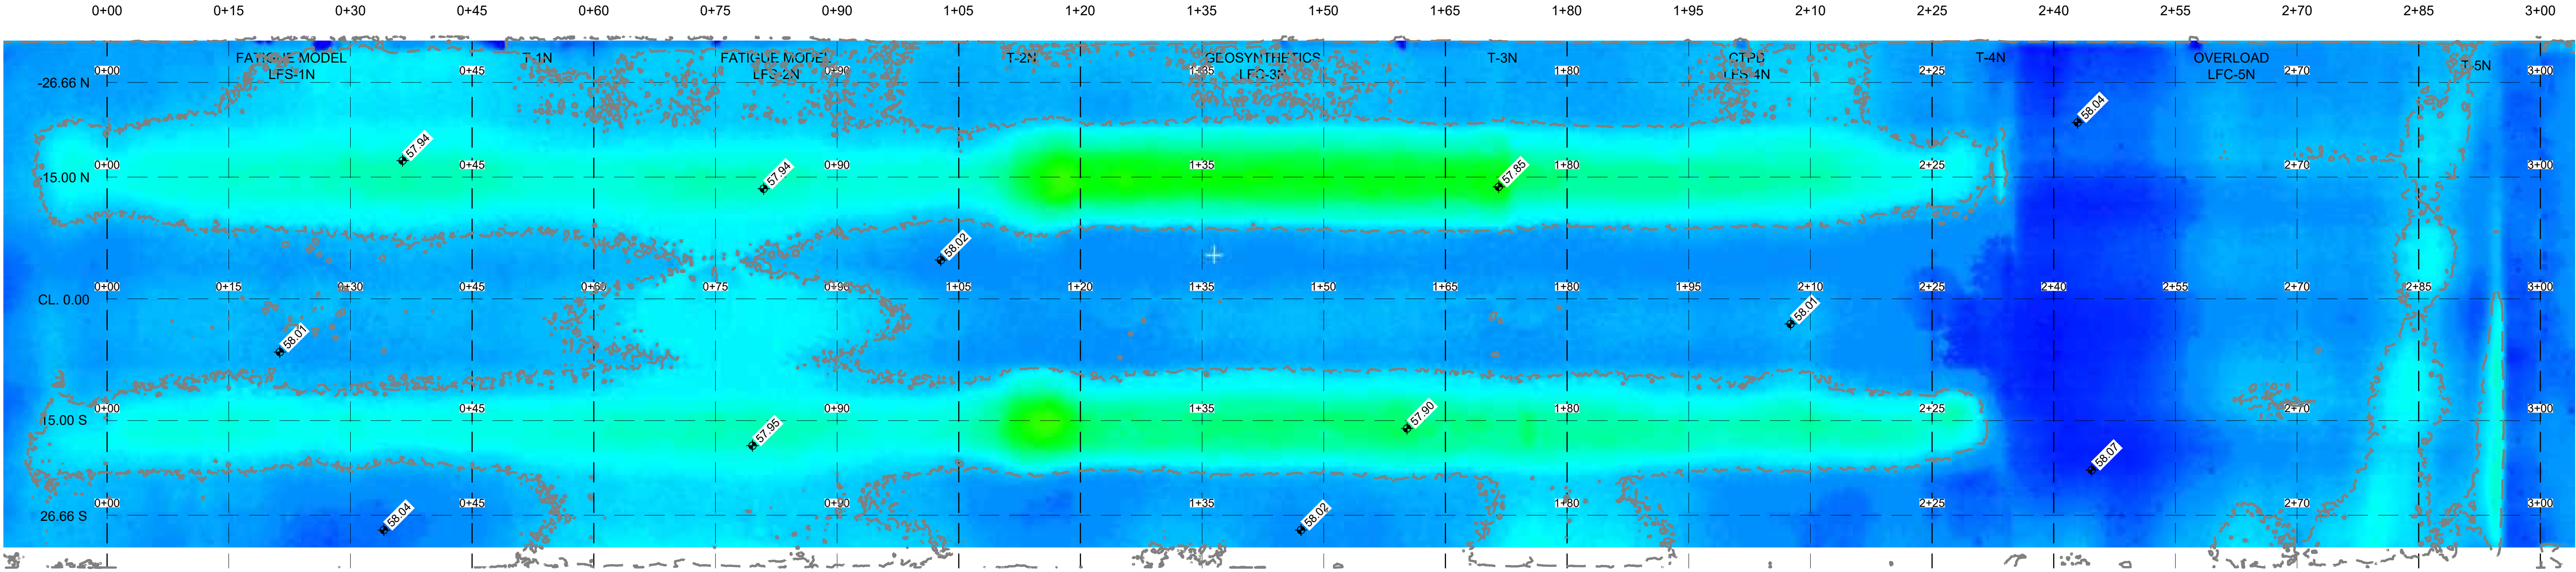 0+00 0+15 0+30 0+45 0+60 0+75 0+90 1+05 1+20 1+35 1+50 1+65 1+80 1+95 2+10 2+25 2+40 2+55 2+70 2+85 3+00
FATIGUE MODEL T-1N FATIGUE MODEL T-2N GEOSYNTHETICS T-3N CTPB T-4N OVERLOAD T-5N
LFS-1N LFS-2N LFC-3N LFS-4N LFC-5N
0+00 0+45 0+90 1+35 1+80 2+25 2+70 3+00
-26.66 N
58.04
57.94
57.94
57.85
0+00 0+45 0+90 1+35 1+80 2+25 2+70 3+00
-15.00 N
58.02
0+00 0+15 0+30 0+45 0+60 0+75 0+90 1+05 1+20 1+35 1+50 1+65 1+80 1+95 2+10 2+25 2+40 2+55 2+70 2+85 3+00
CL. 0.00
58.01
58.01
0+00 0+45 0+90 1+35 1+80 2+25 2+70 3+00
15.00 S
57.95
57.90
58.07
0+00 0+45 0+90 1+35 1+80 2+25 2+70 3+00
26.66 S
58.04
58.02